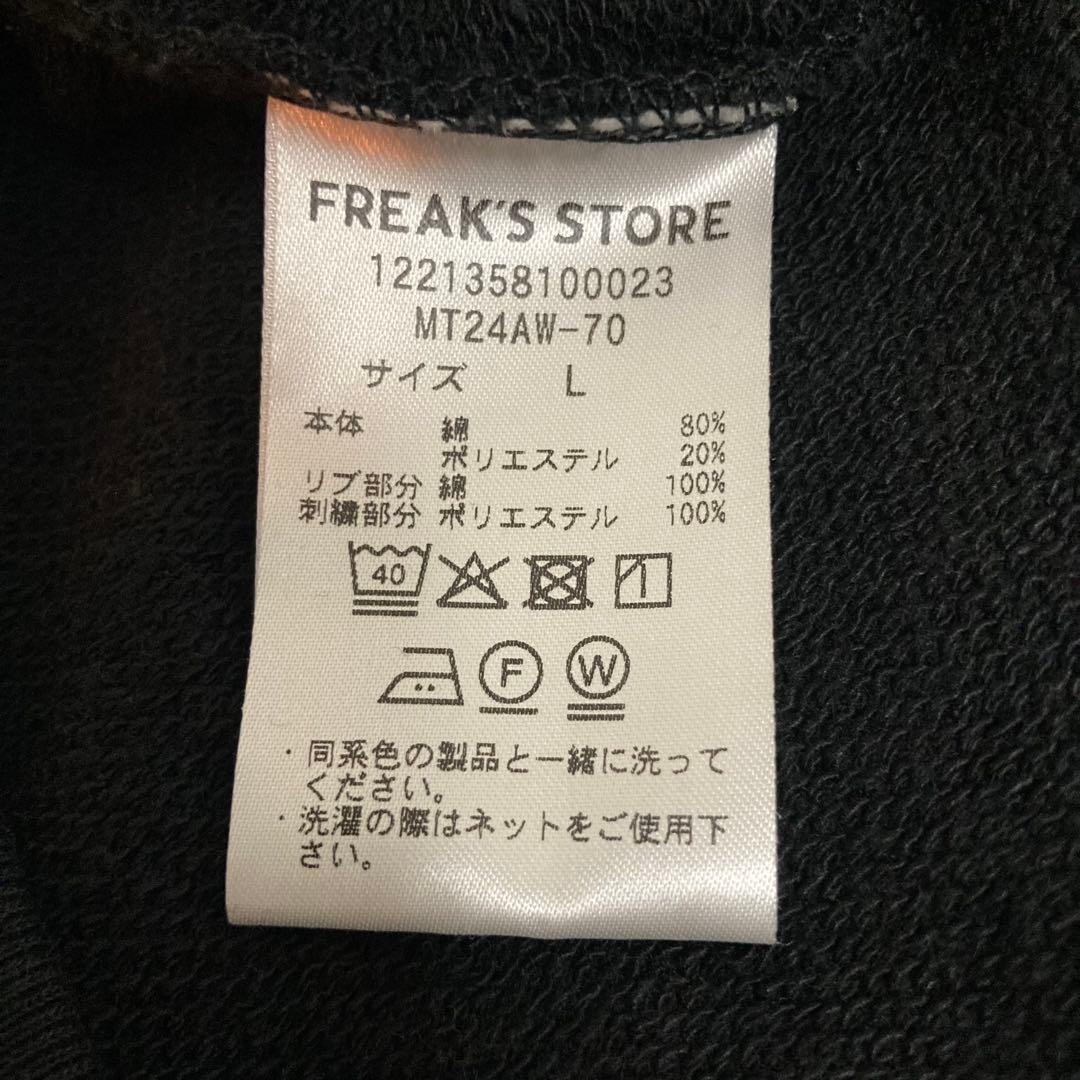 FREAK'S STORE
1221358100023
MT24AW-70
サイズ L
本体 綿 80%
ポリエステル 20%
リブ部分 綿 100%
刺繍部分 ポリエステル 100%
40
F W
・同系色の製品と一緒に洗って
ください。
・洗濯の際はネットをご使用下
さい。